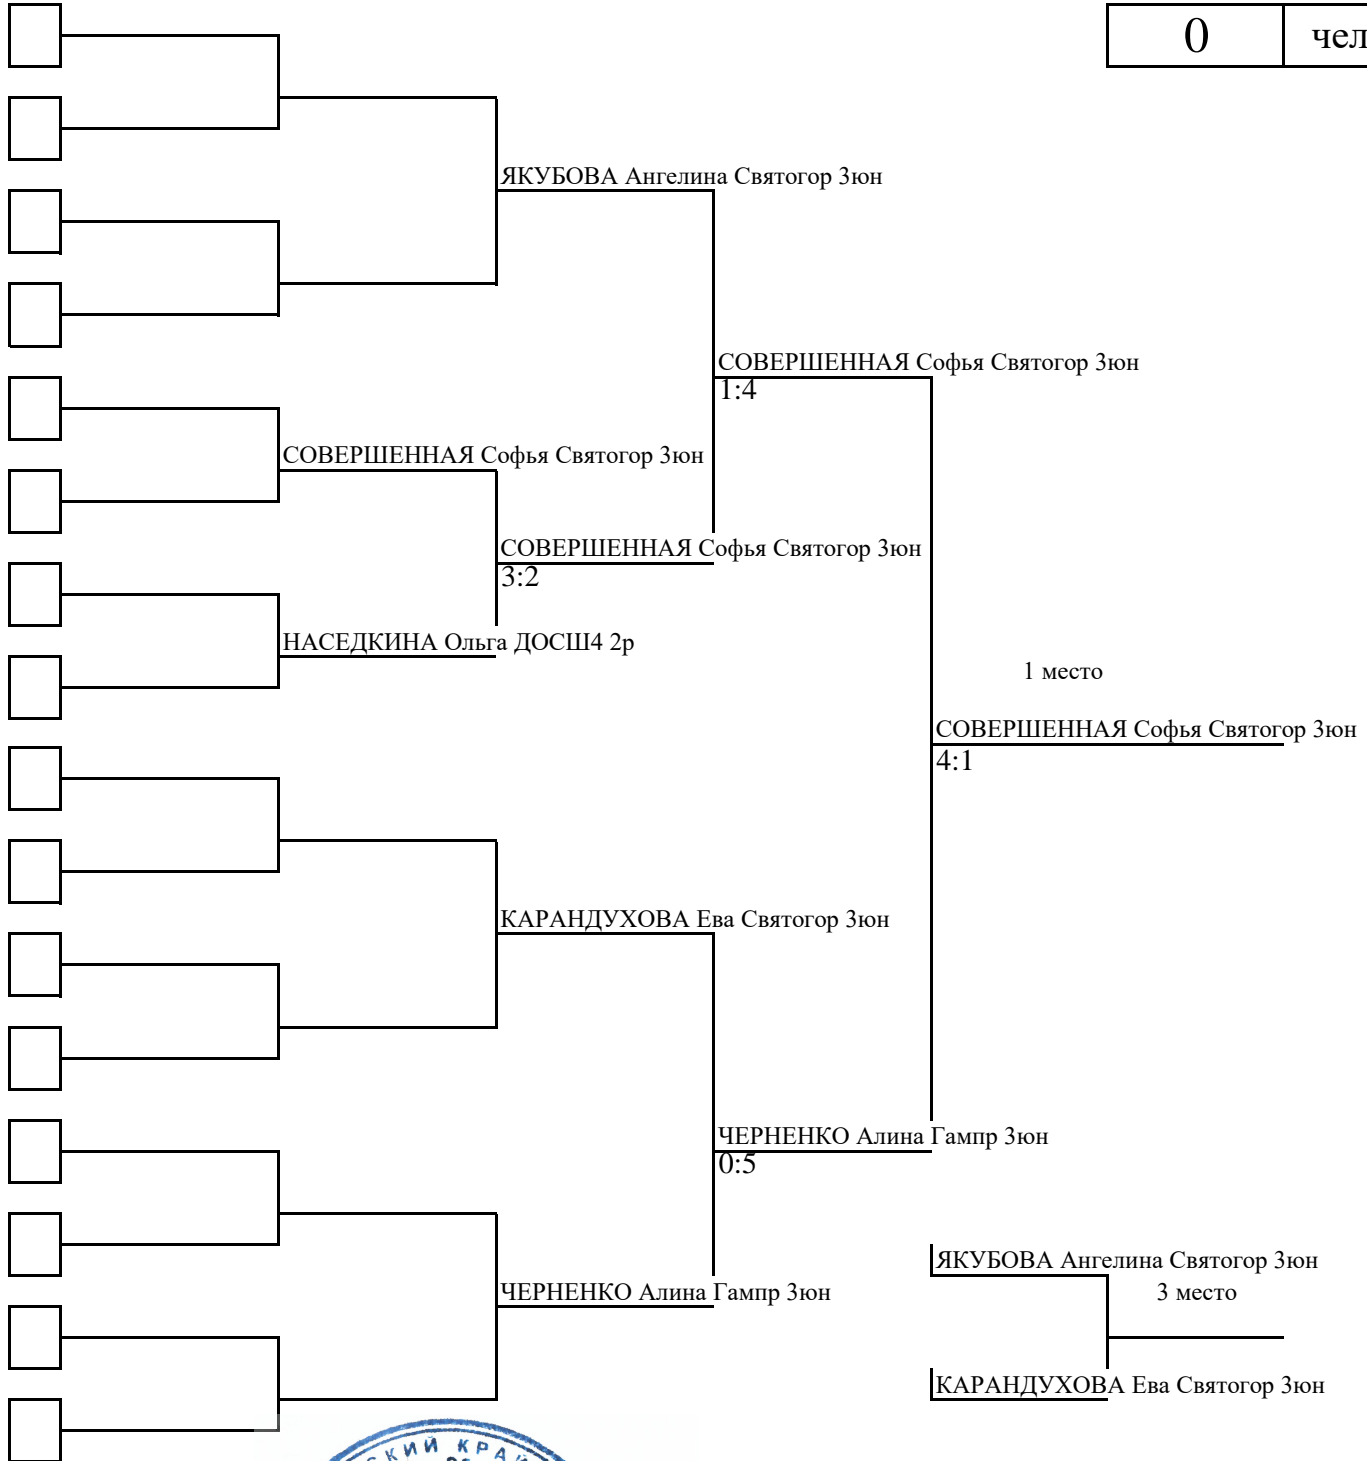 0 чел
ЯКУБОВА Ангелина Святогор 3юн
СОВЕРШЕННАЯ Софья Святогор 3юн
1:4
СОВЕРШЕННАЯ Софья Святогор 3юн
СОВЕРШЕННАЯ Софья Святогор 3юн
3:2
НАСЕДКИНА Ольга ДОСШ4 2р
1 место
СОВЕРШЕННАЯ Софья Святогор 3юн
4:1
КАРАНДУХОВА Ева Святогор 3юн
ЧЕРНЕНКО Алина Гампр 3юн
0:5
ЯКУБОВА Ангелина Святогор 3юн
ЧЕРНЕНКО Алина Гампр 3юн
3 место
КАРАНДУХОВА Ева Святогор 3юн
КИЙ КРАЙ